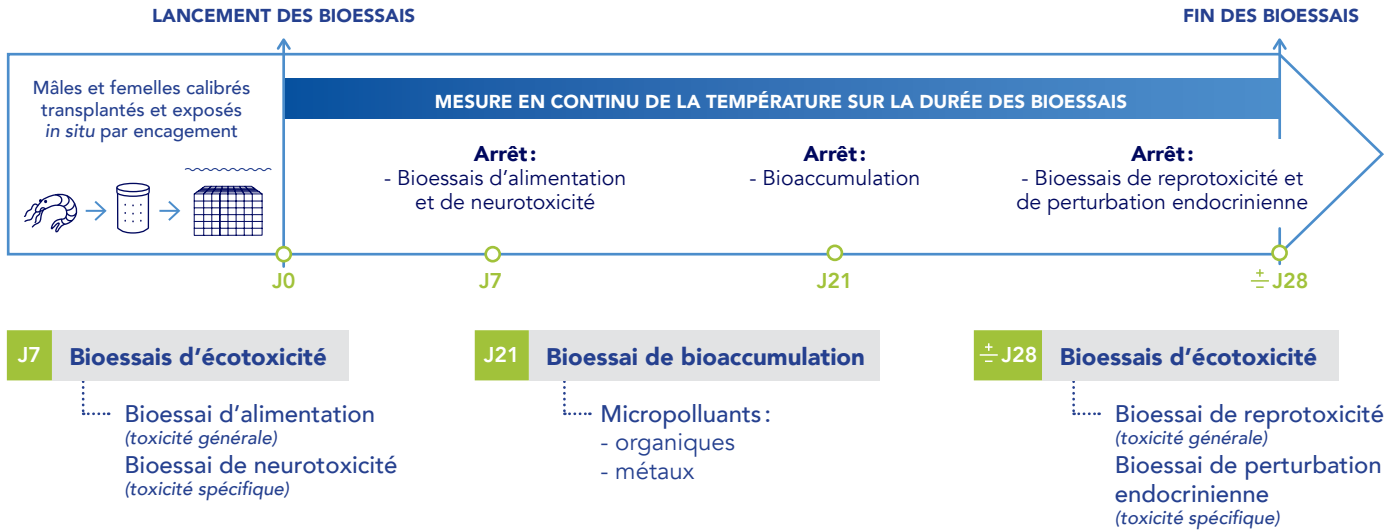 LANCEMENT DES BIOESSAIS
FIN DES BIOESSAIS
Mâles et femelles calibrés
transplantés et exposés
in situ par encagement
MESURE EN CONTINU DE LA TEMPÉRATURE SUR LA DURÉE DES BIOESSAIS
Arrêt :
- Bioessais d'alimentation
et de neurotoxicité
Arrêt :
- Bioaccumulation
Arrêt :
- Bioessais de reprotoxicité et
de perturbation endocrinienne
J0
J7
J21
± J28
J7 Bioessais d'écotoxicité
Bioessai d'alimentation
(toxicité générale)
Bioessai de neurotoxicité
(toxicité spécifique)
J21 Bioessai de bioaccumulation
Micropolluants :
- organiques
- métaux
± J28 Bioessais d'écotoxicité
Bioessai de reprotoxicité
(toxicité générale)
Bioessai de perturbation
endocrinienne
(toxicité spécifique)